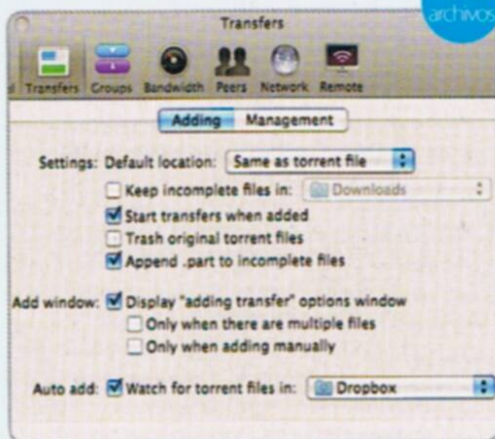 archivos
Transfers
Transfers Groups Bandwidth Peers Network Remote
Adding Management
Settings: Default location: Same as torrent file
Keep incomplete files in: Downloads
Start transfers when added
Trash original torrent files
Append .part to incomplete files
Add window: Display "adding transfer" options window
Only when there are multiple files
Only when adding manually
Auto add: Watch for torrent files in: Dropbox